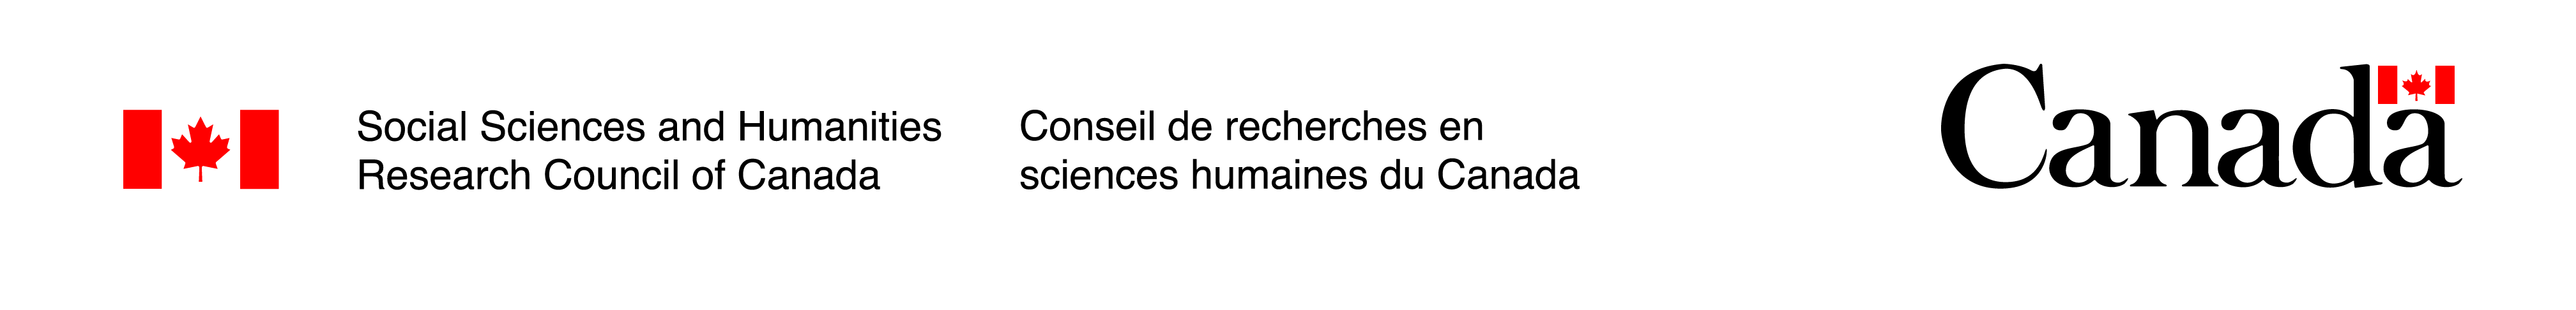 Social Sciences and Humanities
Research Council of Canada
Conseil de recherches en
sciences humaines du Canada
Canada